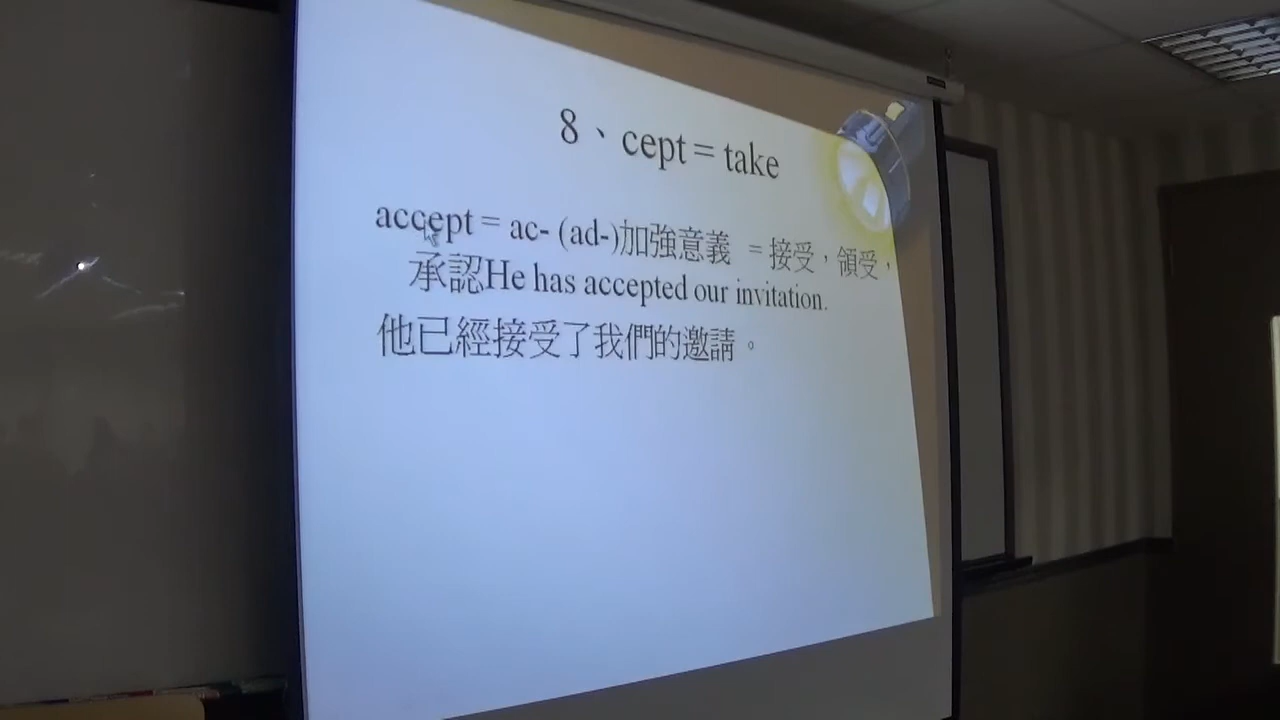 8、cept = take
accept = ac- (ad-)加強意義 = 接受，領受，
承認He has accepted our invitation.
他已經接受了我們的邀請。